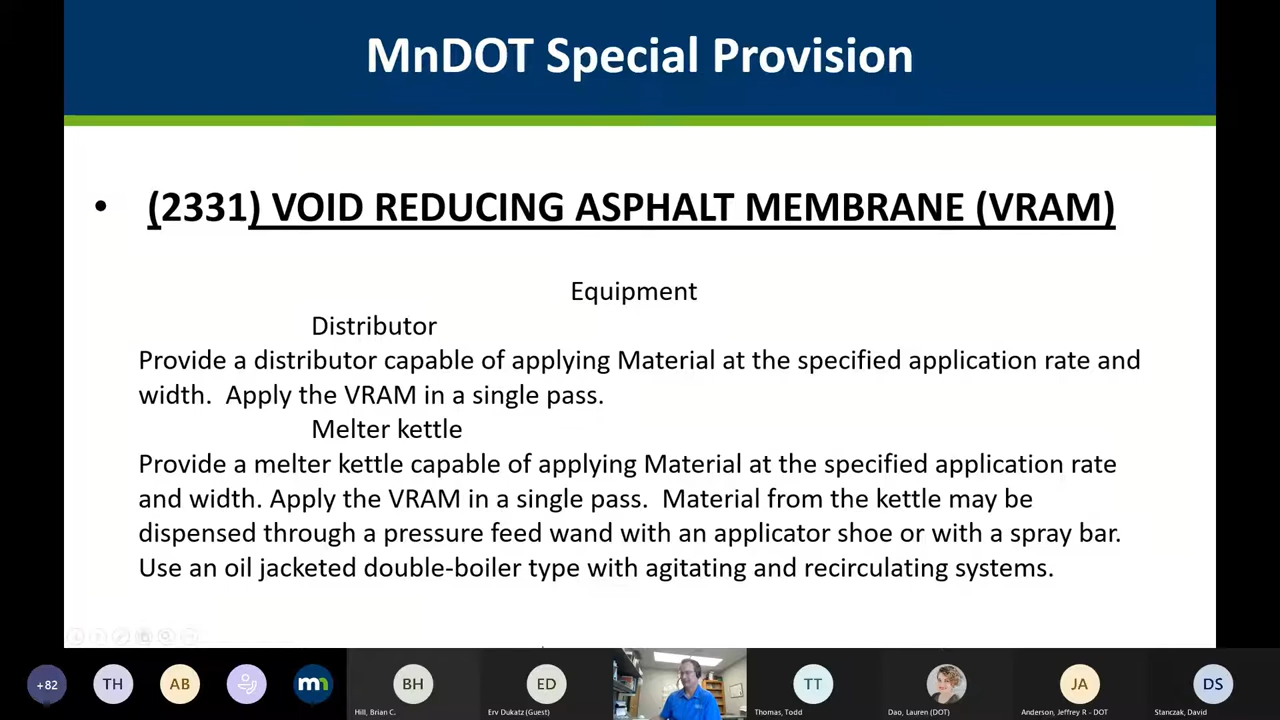 MnDOT Special Provision
• (2331) VOID REDUCING ASPHALT MEMBRANE (VRAM)
Equipment
Distributor
Provide a distributor capable of applying Material at the specified application rate and
width.  Apply the VRAM in a single pass.
Melter kettle
Provide a melter kettle capable of applying Material at the specified application rate
and width. Apply the VRAM in a single pass.  Material from the kettle may be
dispensed through a pressure feed wand with an applicator shoe or with a spray bar.
Use an oil jacketed double-boiler type with agitating and recirculating systems.
+82 TH AB m BH ED TT JA DS
Hill, Brian C. Erv Dukatz (Guest) Thomas, Todd Dao, Lauren (DOT) Anderson, Jeffrey R - DOT Stanczak, David